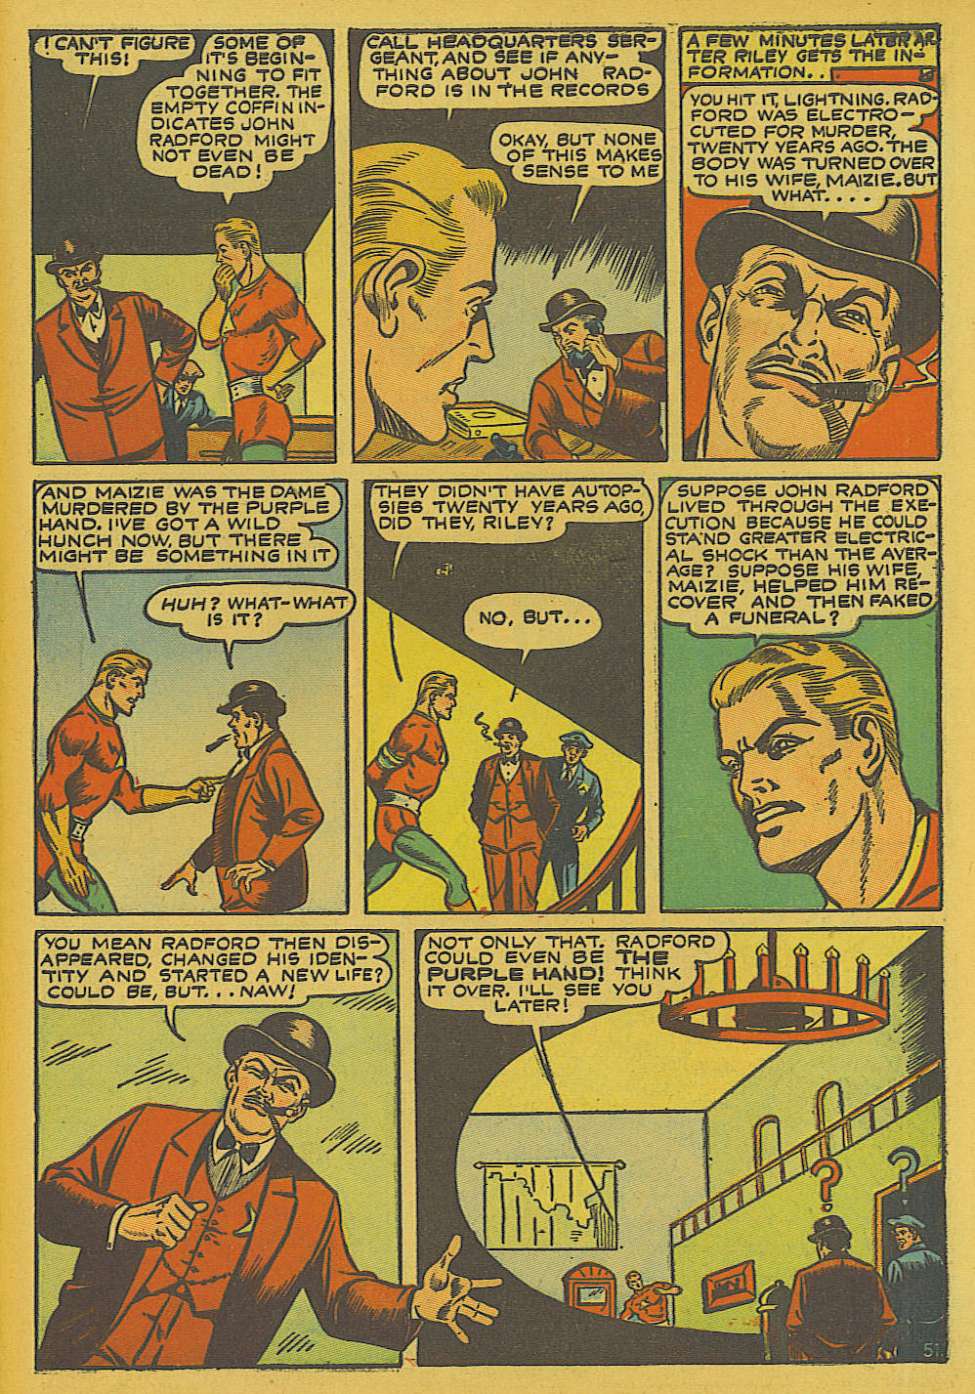 I CAN'T FIGURE
THIS!
SOME OF
IT'S BEGIN-
NING TO FIT
TOGETHER. THE
EMPTY COFFIN IN-
DICATES JOHN
RADFORD MIGHT
NOT EVEN BE
DEAD!
CALL HEADQUARTERS SER-
GEANT, AND SEE IF ANY-
THING ABOUT JOHN RAD-
FORD IS IN THE RECORDS
OKAY, BUT NONE
OF THIS MAKES
SENSE TO ME
A FEW MINUTES LATER AF-
TER RILEY GETS THE IN-
FORMATION..
YOU HIT IT, LIGHTNING. RAD-
FORD WAS ELECTRO-
CUTED FOR MURDER,
TWENTY YEARS AGO. THE
BODY WAS TURNED OVER
TO HIS WIFE, MAIZIE. BUT
WHAT....
AND MAIZIE WAS THE DAME
MURDERED BY THE PURPLE
HAND. I'VE GOT A WILD
HUNCH NOW, BUT THERE
MIGHT BE SOMETHING IN IT
HUH? WHAT-WHAT
IS IT?
THEY DIDN'T HAVE AUTOP-
SIES TWENTY YEARS AGO,
DID THEY, RILEY?
NO, BUT...
SUPPOSE JOHN RADFORD
LIVED THROUGH THE EXE-
CUTION BECAUSE HE COULD
STAND GREATER ELECTRIC-
AL SHOCK THAN THE AVER-
AGE? SUPPOSE HIS WIFE,
MAIZIE, HELPED HIM RE-
COVER AND THEN FAKED
A FUNERAL?
YOU MEAN RADFORD THEN DIS-
APPEARED, CHANGED HIS IDEN-
TITY AND STARTED A NEW LIFE?
COULD BE, BUT... NAW!
NOT ONLY THAT. RADFORD
COULD EVEN BE THE
PURPLE HAND! THINK
IT OVER. I'LL SEE YOU
LATER!
? ?
51.